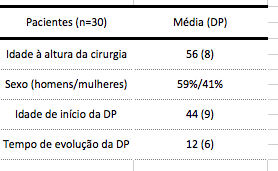 Pacientes (n=30) Média (DP)
Idade à altura da cirurgia 56 (8)
Sexo (homens/mulheres) 59%/41%
Idade de início da DP 44 (9)
Tempo de evolução da DP 12 (6)